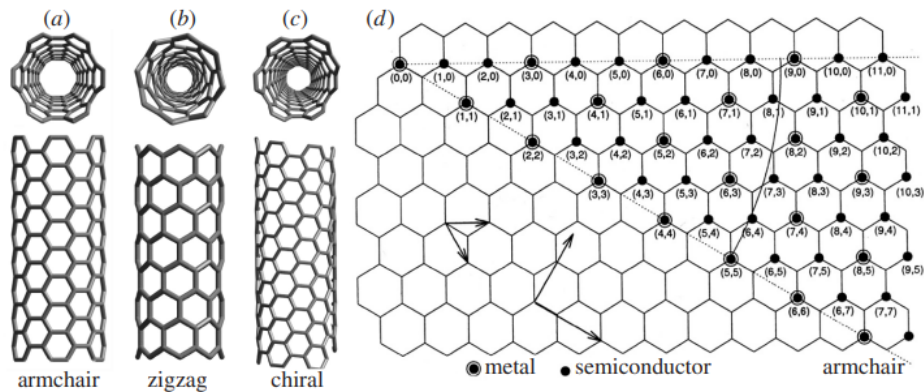 (a) (b) (c) (d)
(0,0) (1,0) (2,0) (3,0) (4,0) (5,0) (6,0) (7,0) (8,0) (9,0) (10,0) (11,0)
(1,1) (2,1) (3,1) (4,1) (5,1) (6,1) (7,1) (8,1) (9,1) (10,1) (11,1)
(2,2) (3,2) (4,2) (5,2) (6,2) (7,2) (8,2) (9,2) (10,2)
(3,3) (4,3) (5,3) (6,3) (7,3) (8,3) (9,3) (10,3
(4,4) (5,4) (6,4) (7,4) (8,4) (9,4)
(5,5) (6,5) (7,5) (8,5) (9,5)
(6,6) (6,7) (7,7)
armchair zigzag chiral metal semiconductor armchair